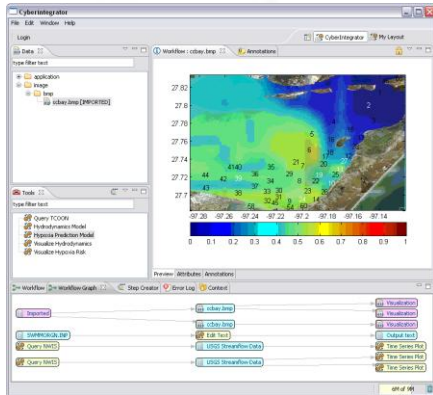 CyberIntegrator
File Edit Window Help
Login
CyberIntegrator
My Layout
Data
type filter text
application
image
bmp
ccbay.bmp [IMPORTED]
Workflow: ccbay.bmp
Annotations
27.82
27.8
27.78
27.76
27.74
27.72
27.7
-97.28 -97.26 -97.24 -97.22 -97.2 -97.18 -97.16 -97.14
0 0.1 0.2 0.3 0.4 0.5 0.6 0.7 0.8 0.9 1
Tools
type filter text
Query TCOON
Hydrodynamics Model
Hypoxia Prediction Model
Visualize Hydrodynamics
Visualize Hypoxia Risk
Preview Attributes Annotations
Workflow
Workflow Graph
Step Creator
Error Log
Context
Imported
ccbay.bmp
Visualization
Visualization
ccbay.bmp
Visualization
SWMMORGN.INP
Edit Text
Output text
Query NWIS
USGS Streamflow Data
Time Series Plot
Time Series Plot
Query NWIS
USGS Streamflow Data
Time Series Plot
6M of 9M